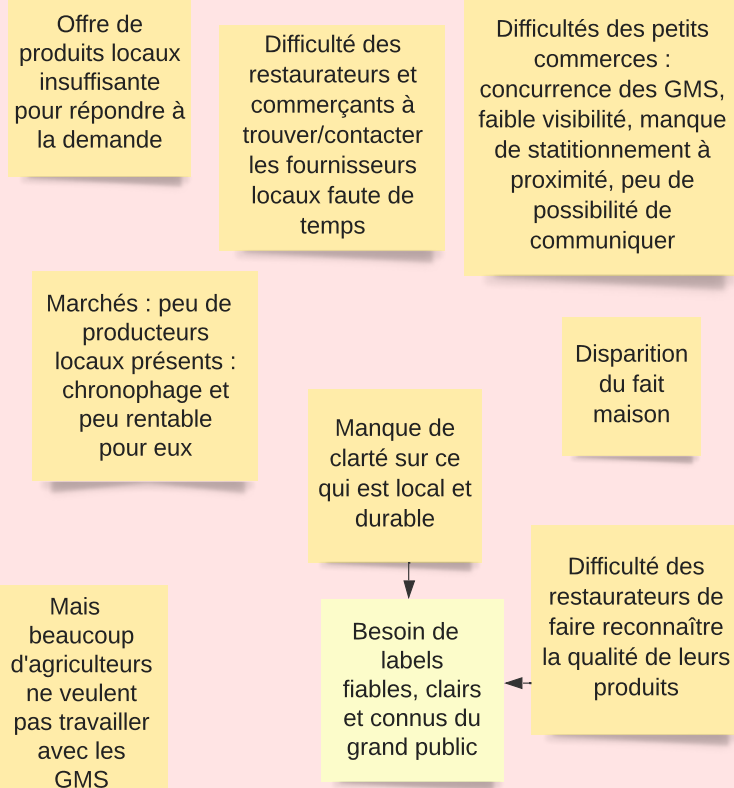 Offre de
produits locaux
insuffisante
pour répondre à
la demande
Difficulté des
restaurateurs et
commerçants à
trouver/contacter
les fournisseurs
locaux faute de
temps
Difficultés des petits
commerces :
concurrence des GMS,
faible visibilité, manque
de statitionnement à
proximité, peu de
possibilité de
communiquer
Marchés : peu de
producteurs
locaux présents :
chronophage et
peu rentable
pour eux
Disparition
du fait
maison
Manque de
clarté sur ce
qui est local et
durable
Difficulté des
restaurateurs de
faire reconnaître
la qualité de leurs
produits
Mais
beaucoup
d'agriculteurs
ne veulent
pas travailler
avec les
GMS
Besoin de
labels
fiables, clairs
et connus du
grand public